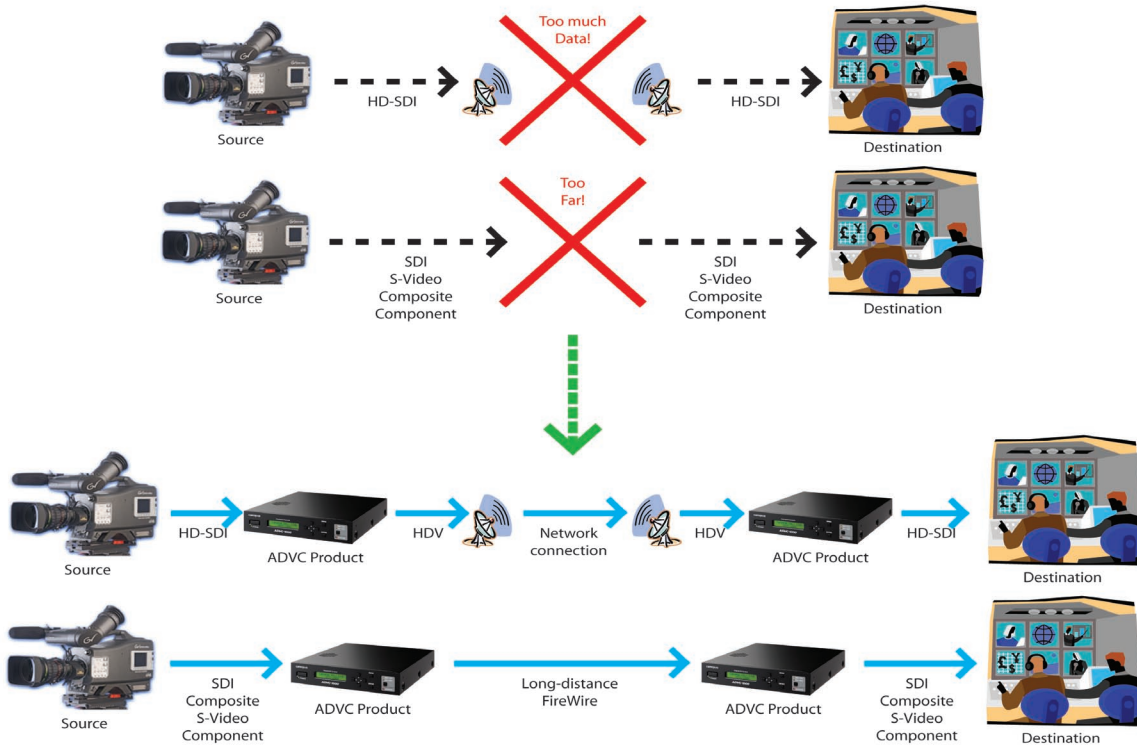 Too much
Data!
HD-SDI
HD-SDI
Source
Destination
Too
Far!
SDI
S-Video
Composite
Component
SDI
S-Video
Composite
Component
Source
Destination
HD-SDI
ADVC Product
HDV
Network
connection
HDV
ADVC Product
HD-SDI
Source
Destination
SDI
Composite
S-Video
Component
ADVC Product
Long-distance
FireWire
ADVC Product
SDI
Composite
S-Video
Component
Source
Destination